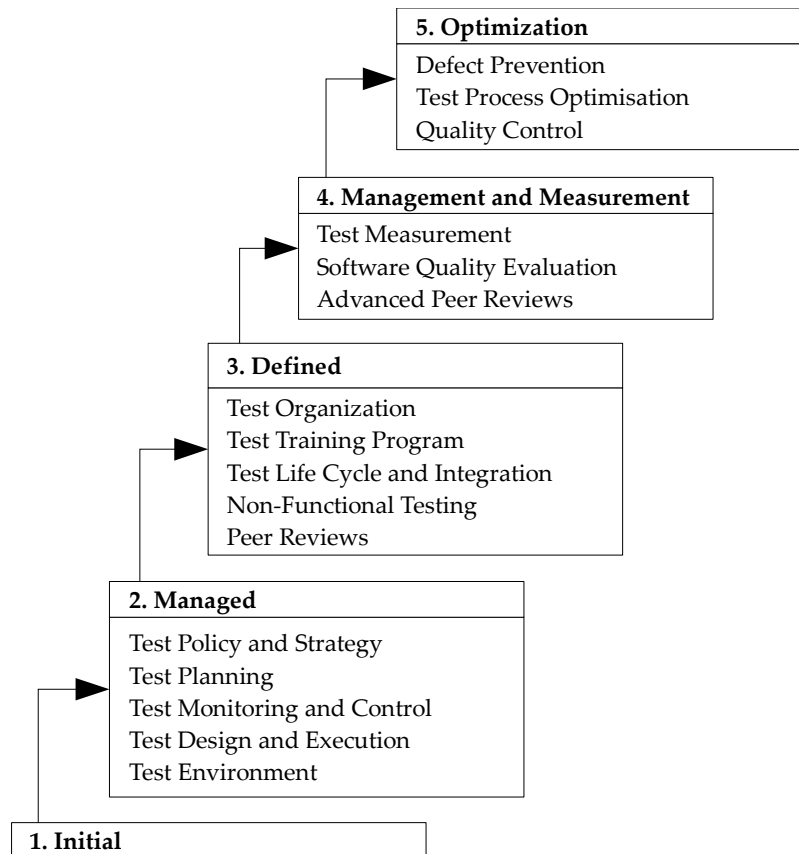 5. Optimization
Defect Prevention
Test Process Optimisation
Quality Control
4. Management and Measurement
Test Measurement
Software Quality Evaluation
Advanced Peer Reviews
3. Defined
Test Organization
Test Training Program
Test Life Cycle and Integration
Non-Functional Testing
Peer Reviews
2. Managed
Test Policy and Strategy
Test Planning
Test Monitoring and Control
Test Design and Execution
Test Environment
1. Initial